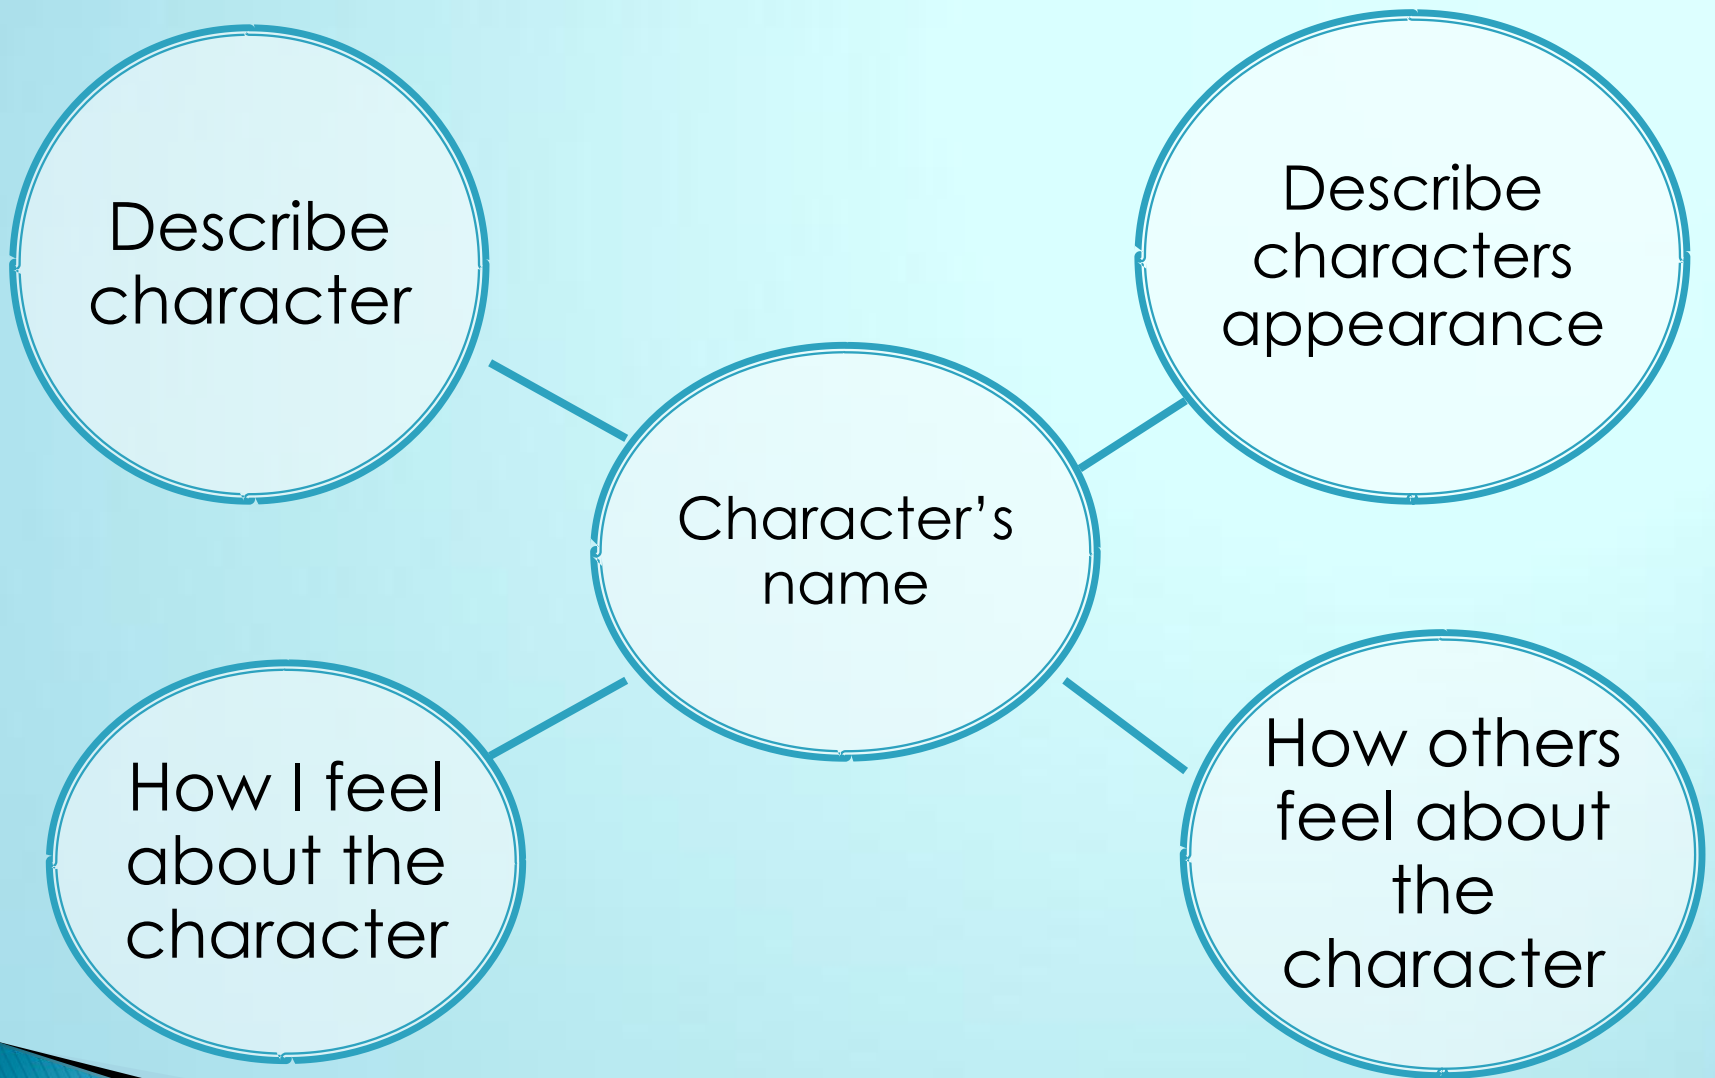 Describe
character
Describe
characters
appearance
Character’s
name
How I feel
about the
character
How others
feel about
the
character